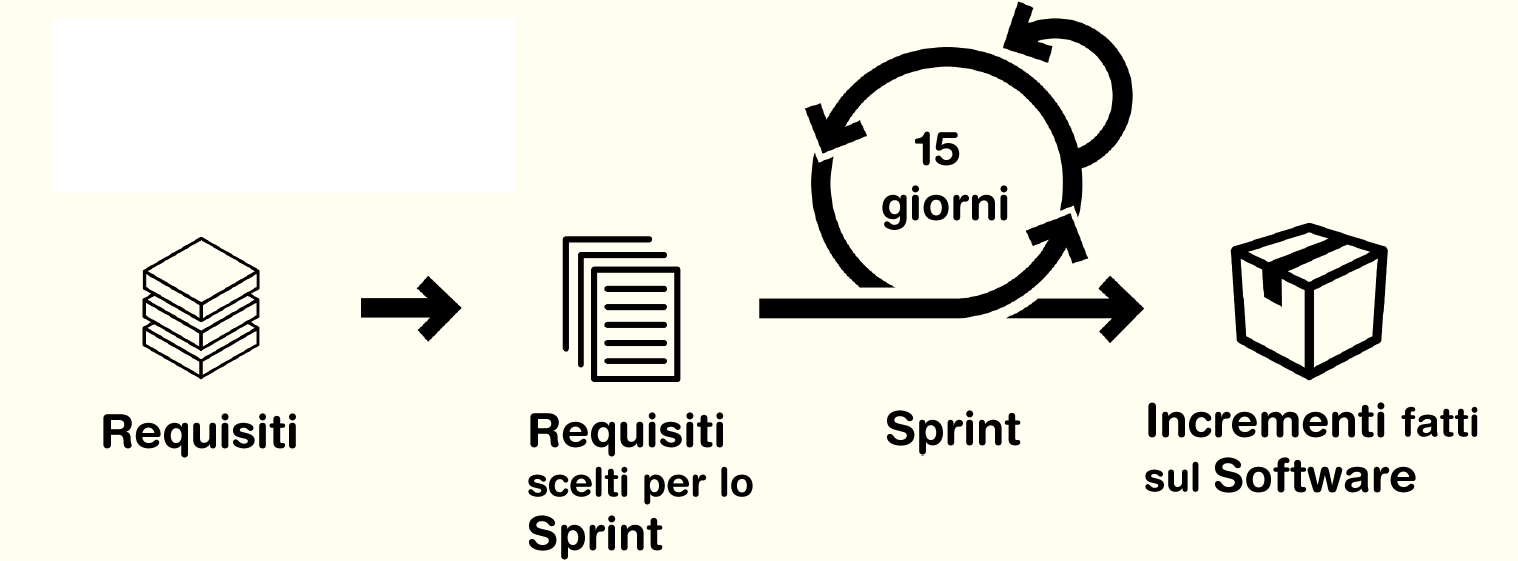 15
giorni
Requisiti
Requisiti
scelti per lo
Sprint
Sprint
Incrementi fatti
sul Software